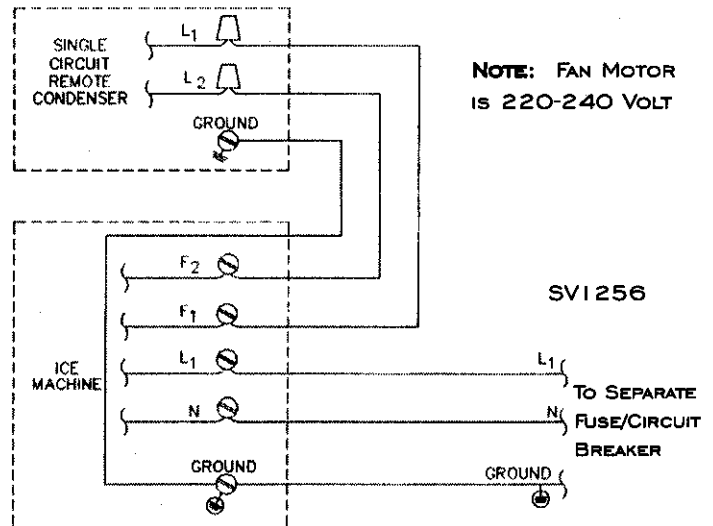 SINGLE
CIRCUIT
REMOTE
CONDENSER
L1
L2
GROUND
NOTE: FAN MOTOR
IS 220-240 VOLT
ICE
MACHINE
F2
F1
L1
N
GROUND
SV1256
L1
N
GROUND
TO SEPARATE
FUSE/CIRCUIT
BREAKER